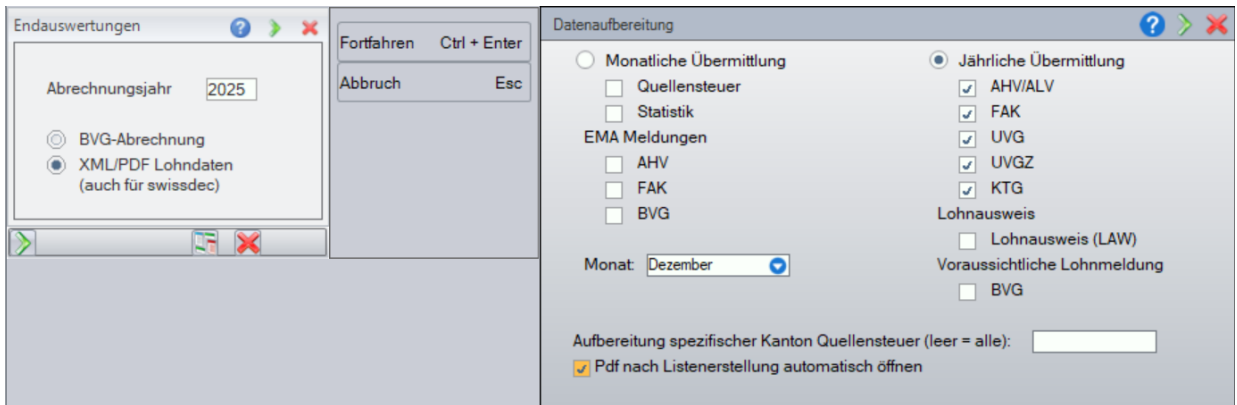 Endauswertungen
Abrechnungsjahr 2025
BVG-Abrechnung
XML/PDF Lohndaten
(auch für swissdec)
Fortfahren Ctrl + Enter
Abbruch Esc
Datenaufbereitung
Monatliche Übermittlung
Quellensteuer
Statistik
EMA Meldungen
AHV
FAK
BVG
Monat: Dezember
Jährliche Übermittlung
AHV/ALV
FAK
UVG
UVGZ
KTG
Lohnausweis
Lohnausweis (LAW)
Voraussichtliche Lohnmeldung
BVG
Aufbereitung spezifischer Kanton Quellensteuer (leer = alle):
Pdf nach Listenerstellung automatisch öffnen